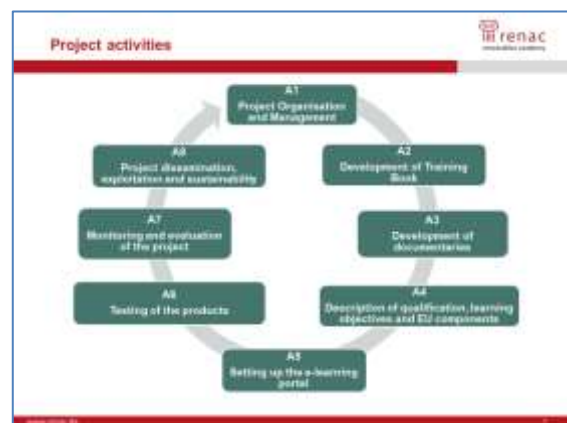 Project activities
renac
renewables academy
A1
Project Organisation
and Management
A2
Development of Training
Book
A3
Development of
documentaries
A4
Description of qualification, learning
objectives and EU components
A5
Setting up the e-learning
portal
A6
Testing of the products
A7
Monitoring and evaluation
of the project
Project dissemination,
exploitation and sustainability